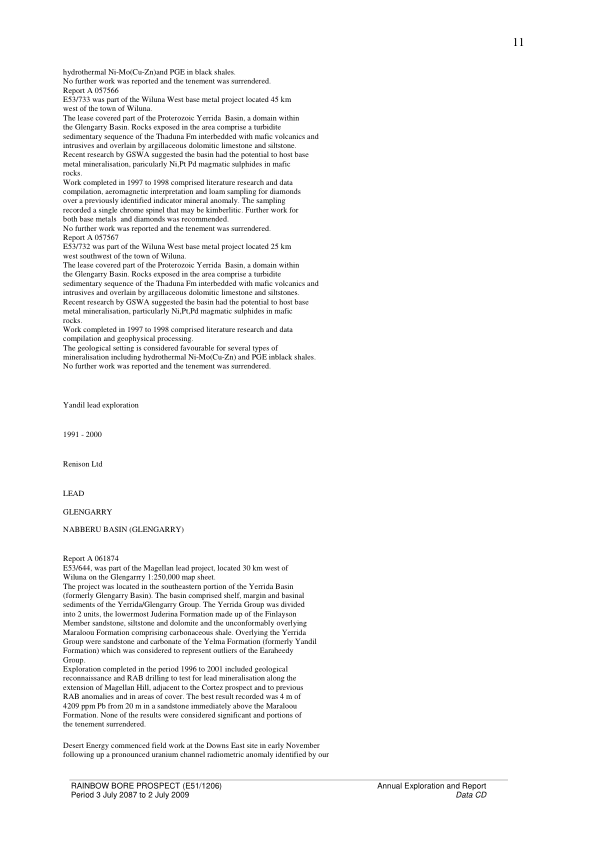 11
hydrothermal Ni-Mo(Cu-Zn)and PGE in black shales.
No further work was reported and the tenement was surrendered.
Report A 057566
E53/733 was part of the Wiluna West base metal project located 45 km
west of the town of Wiluna.
The lease covered part of the Proterozoic Yerrida  Basin, a domain within
the Glengarry Basin. Rocks exposed in the area comprise a turbidite
sedimentary sequence of the Thaduna Fm interbedded with mafic volcanics and
intrusives and overlain by argillaceous dolomitic limestone and siltstone.
Recent research by GSWA suggested the basin had the potential to host base
metal mineralisation, paricularly Ni,Pt Pd magmatic sulphides in mafic
rocks.
Work completed in 1997 to 1998 comprised literature research and data
compilation, aeromagnetic interpretation and loam sampling for diamonds
over a previously identified indicator mineral anomaly. The sampling
recorded a single chrome spinel that may be kimberlitic. Further work for
both base metals  and diamonds was recommended.
No further work was reported and the tenement was surrendered.
Report A 057567
E53/732 was part of the Wiluna West base metal project located 25 km
west southwest of the town of Wiluna.
The lease covered part of the Proterozoic Yerrida  Basin, a domain within
the Glengarry Basin. Rocks exposed in the area comprise a turbidite
sedimentary sequence of the Thaduna Fm interbedded with mafic volcanics and
intrusives and overlain by argillaceous dolomitic limestone and siltstones.
Recent research by GSWA suggested the basin had the potential to host base
metal mineralisation, particularly Ni,Pt,Pd magmatic sulphides in mafic
rocks.
Work completed in 1997 to 1998 comprised literature research and data
compilation and geophysical processing.
The geological setting is considered favourable for several types of
mineralisation including hydrothermal Ni-Mo(Cu-Zn) and PGE inblack shales.
No further work was reported and the tenement was surrendered.
Yandil lead exploration
1991 - 2000
Renison Ltd
LEAD
GLENGARRY
NABBERU BASIN (GLENGARRY)
Report A 061874
E53/644, was part of the Magellan lead project, located 30 km west of
Wiluna on the Glengarrry 1:250,000 map sheet.
The project was located in the southeastern portion of the Yerrida Basin
(formerly Glengarry Basin). The basin comprised shelf, margin and basinal
sediments of the Yerrida/Glengarry Group. The Yerrida Group was divided
into 2 units, the lowermost Juderina Formation made up of the Finlayson
Member sandstone, siltstone and dolomite and the unconformably overlying
Maraloou Formation comprising carbonaceous shale. Overlying the Yerrida
Group were sandstone and carbonate of the Yelma Formation (formerly Yandil
Formation) which was considered to represent outliers of the Earaheedy
Group.
Exploration completed in the period 1996 to 2001 included geological
reconnaissance and RAB drilling to test for lead mineralisation along the
extension of Magellan Hill, adjacent to the Cortez prospect and to previous
RAB anomalies and in areas of cover. The best result recorded was 4 m of
4209 ppm Pb from 20 m in a sandstone immediately above the Maraloou
Formation. None of the results were considered significant and portions of
the tenement surrendered.
Desert Energy commenced field work at the Downs East site in early November
following up a pronounced uranium channel radiometric anomaly identified by our
RAINBOW BORE PROSPECT (E51/1206)
Annual Exploration and Report
Period 3 July 2087 to 2 July 2009
Data CD